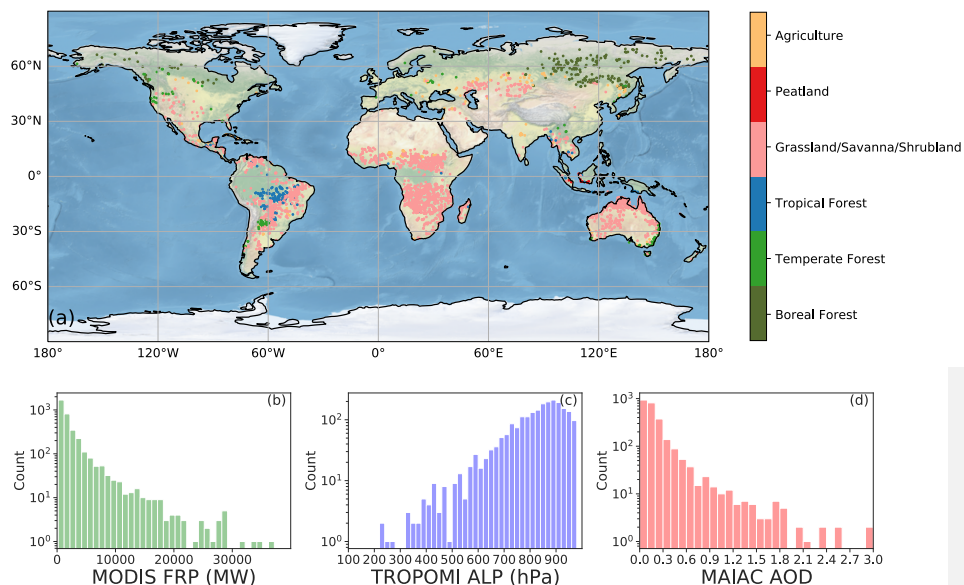 60°N
30°N
0°
30°S
60°S
(a)
180°
120°W
60°W
0°
60°E
120°E
180°
Agriculture
Peatland
Grassland/Savanna/Shrubland
Tropical Forest
Temperate Forest
Boreal Forest
(b)
10³
10²
10¹
10⁰
Count
0
10000
20000
30000
MODIS FRP (MW)
(c)
10²
10¹
10⁰
Count
100 200 300 400 500 600 700 800 900
TROPOMI ALP (hPa)
(d)
10³
10²
10¹
10⁰
Count
0.0 0.3 0.6 0.9 1.2 1.5 1.8 2.1 2.4 2.7 3.0
MAIAC AOD